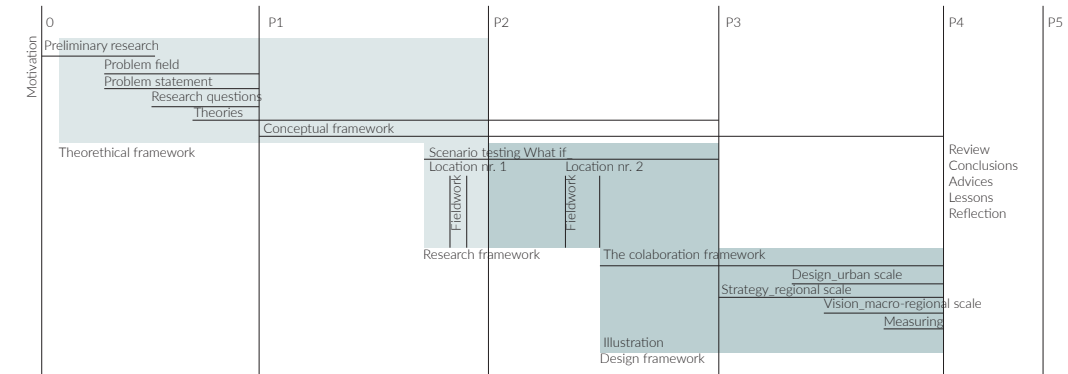 0
P1
P2
P3
P4
P5
Motivation
Preliminary research
Problem field
Problem statement
Research questions
Theories
Conceptual framework
Theorethical framework
Scenario testing What if_
Location nr. 1
Location nr. 2
Fieldwork
Fieldwork
Research framework
Review
Conclusions
Advices
Lessons
Reflection
The colaboration framework
Design_urban scale
Strategy_regional scale
Vision_macro-regional scale
Measuring
Illustration
Design framework